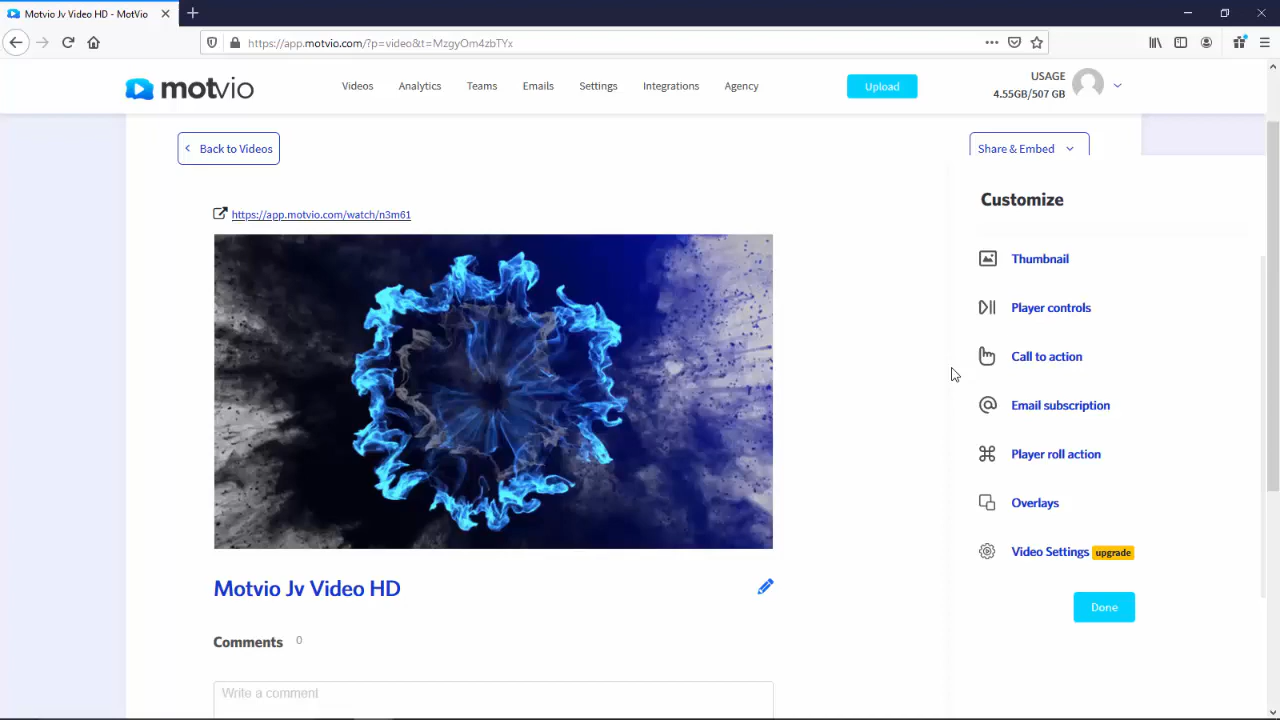 Motvio Jv Video HD - MotVio
https://app.motvio.com/?p=video&t=MzgyOm4zbTYx
motvio
Videos
Analytics
Teams
Emails
Settings
Integrations
Agency
Upload
USAGE
4.55GB/507 GB
Back to Videos
Share & Embed
https://app.motvio.com/watch/n3m61
Customize
Thumbnail
Player controls
Call to action
Email subscription
Player roll action
Overlays
Video Settings upgrade
Done
Motvio Jv Video HD
Comments 0
Write a comment